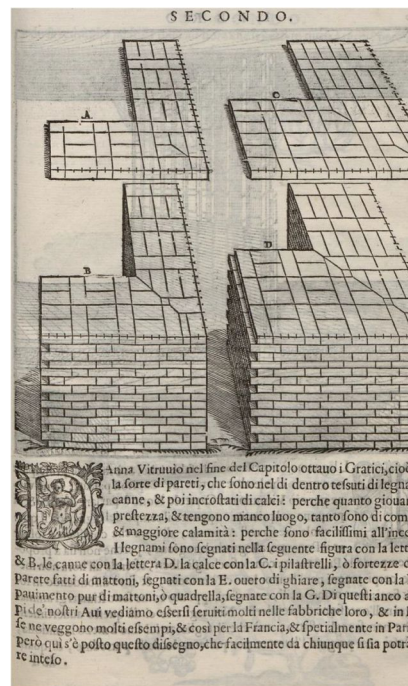 SECONDO.
A
C
B
D
DAnna Vitruuio nel fine del Capitolo ottauo i Gratici,cioè
la sorte di pareti, che sono nel di dentro tessuti di legna
canne, & poi incrostati di calci: perche quanto giouan
prestezza, & tengono manco luogo, tanto sono di com
& maggiore calamità: perche sono facilissimi all'ince
I legnami sono segnati nella seguente figura con la lett
& B, le canne con la lettera D. la calce con la C. i pilastrelli, ò fortezze d
parete fatti di mattoni, segnati con la E. ouero di ghiare, segnate con la
pauimento pur di mattoni,ò quadrella,segnate con la G. Di questi anco a
pi de' nostri Aui vediamo essersi seruiti molti nelle fabbriche loro, & in F
se ne veggono molti essempi,& così per la Francia,& spetialmente in Pari
però qui s'è posto questo disegno,che facilmente da chiunque si sia potrà
re inteso.